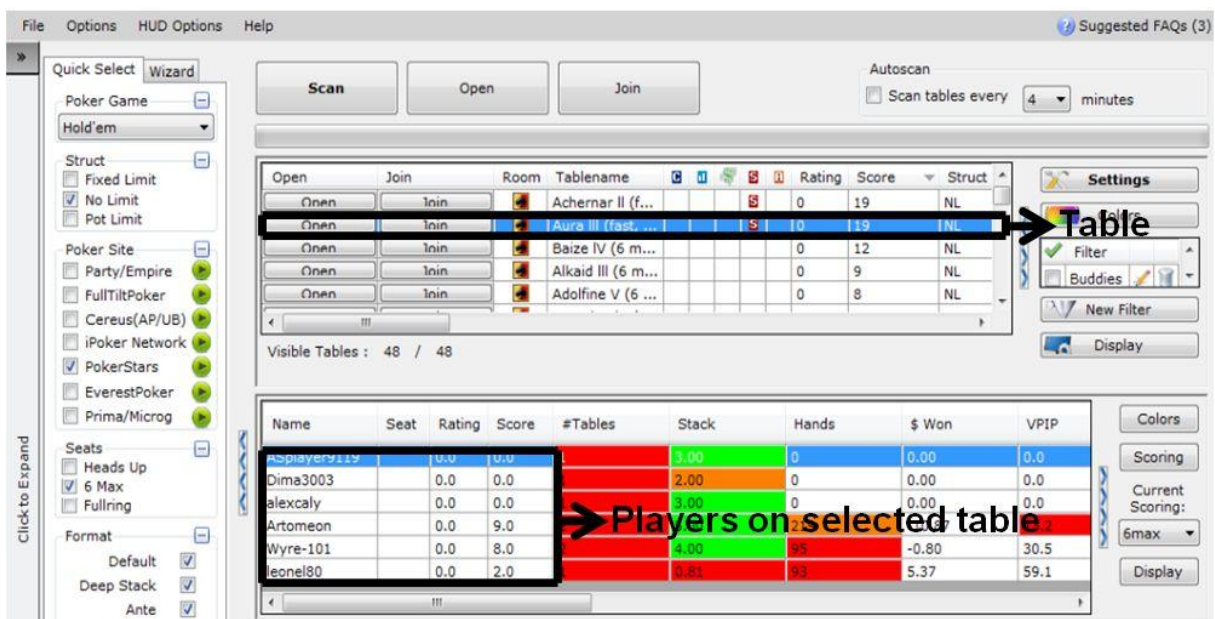 File Options HUD Options Help Suggested FAQs (3)
»
Quick Select Wizard
Poker Game
Hold'em
Struct
Fixed Limit
No Limit
Pot Limit
Poker Site
Party/Empire
FullTiltPoker
Cereus(AP/UB)
iPoker Network
PokerStars
EverestPoker
Prima/Microg
Seats
Heads Up
6 Max
Fullring
Format
Default
Deep Stack
Ante
Click to Expand
Scan Open Join
Autoscan
Scan tables every 4 minutes
Open Join Room Tablename C S Rating Score Struct
Open Join Achernar II (f... S 0 19 NL
Open Join Aura III (fast, ... S 0 19 NL
Open Join Baize IV (6 m... 0 12 NL
Open Join Alkaid III (6 m... 0 9 NL
Open Join Adolfine V (6 ... 0 8 NL
Visible Tables : 48 / 48
Settings
Colors
Table
Filter
Buddies
New Filter
Display
Name Seat Rating Score #Tables Stack Hands $ Won VPIP
ASplayer9119 0.0 0.0 1 3.00 0 0.00 0.0
Dima3003 0.0 0.0 2.00 0 0.00 0.0
alexcaly 0.0 0.0 3.00 0 0.00 0.0
Artomeon 0.0 9.0
Players on selected table
Wyre-101 0.0 8.0 2 4.00 95 -0.80 30.5
leonel80 0.0 2.0 0.81 93 5.37 59.1
Colors
Scoring
Current
Scoring:
6max
Display